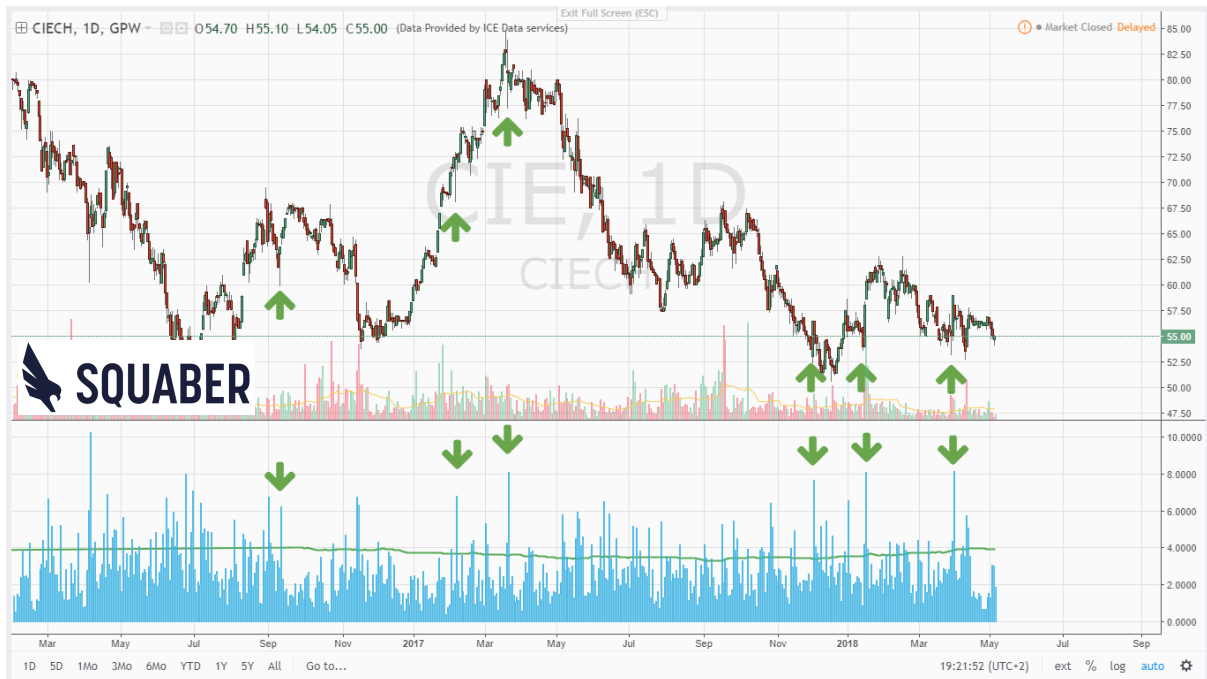 Exit Full Screen (ESC)
CIECH, 1D, GPW O54.70 H55.10 L54.05 C55.00 (Data Provided by ICE Data services)
Market Closed Delayed
85.00
82.50
80.00
77.50
75.00
72.50
70.00
67.50
65.00
62.50
60.00
57.50
55.00
52.50
50.00
47.50
CIE, 1D
CIECH
SQUABER
10.0000
8.0000
6.0000
4.0000
2.0000
0.0000
Mar May Jul Sep Nov 2017 Mar May Jul Sep Nov 2018 Mar May Jul Sep
1D 5D 1Mo 3Mo 6Mo YTD 1Y 5Y All Go to... 19:21:52 (UTC+2) ext % log auto